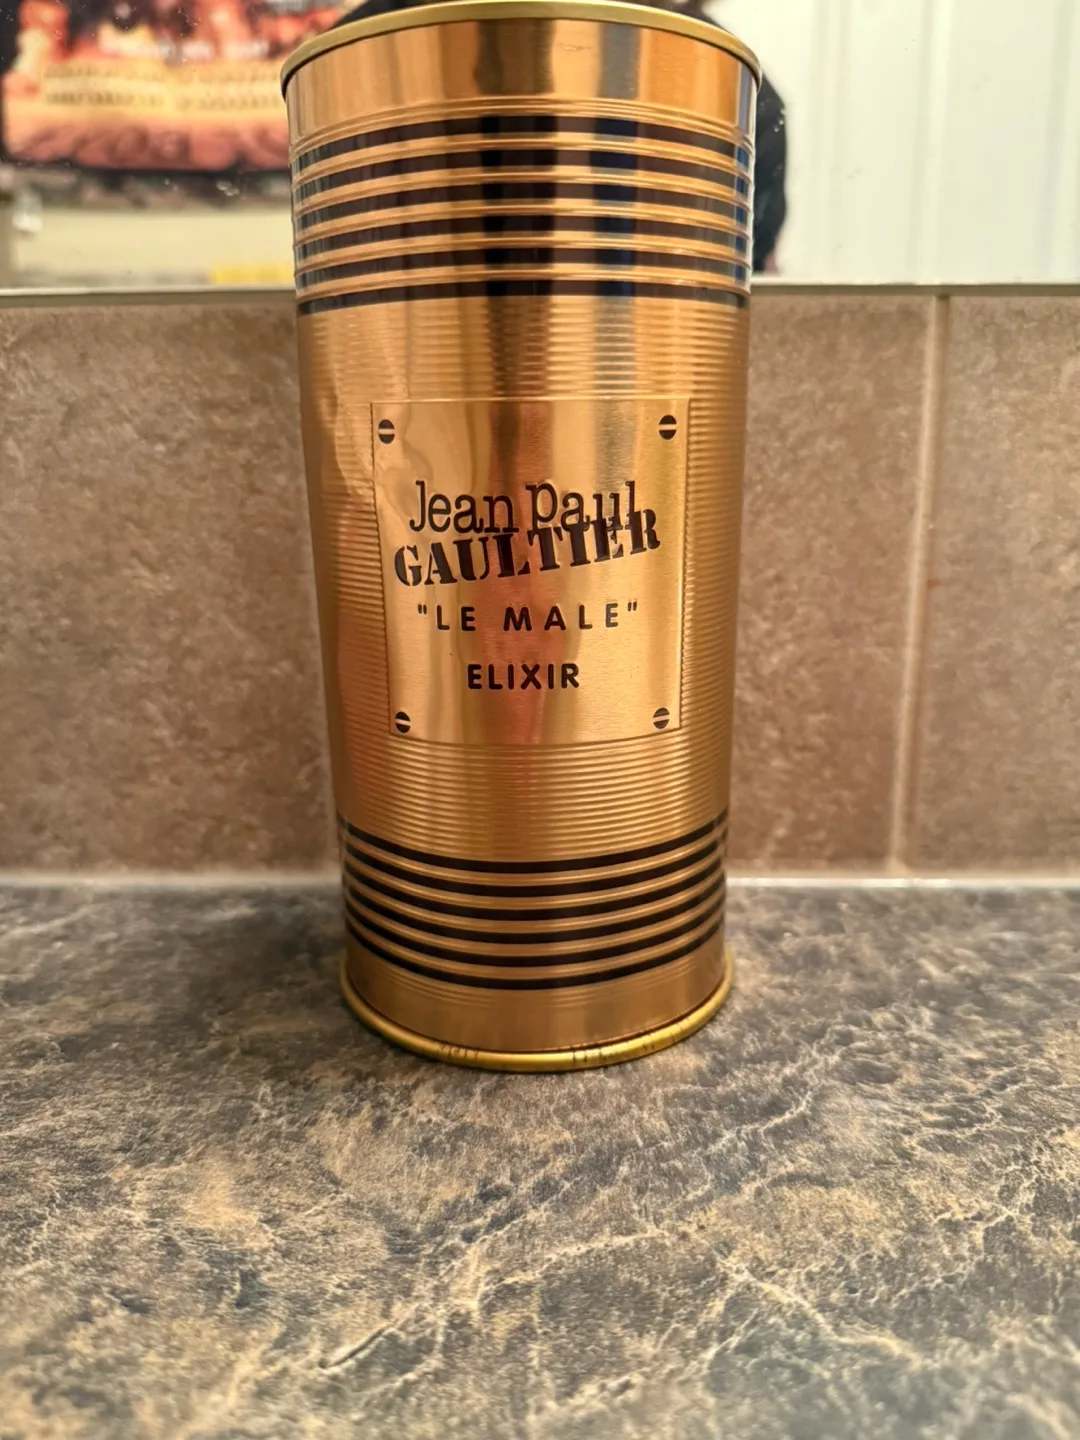 Jean Paul
GAULTIER
"LE MALE"
ELIXIR